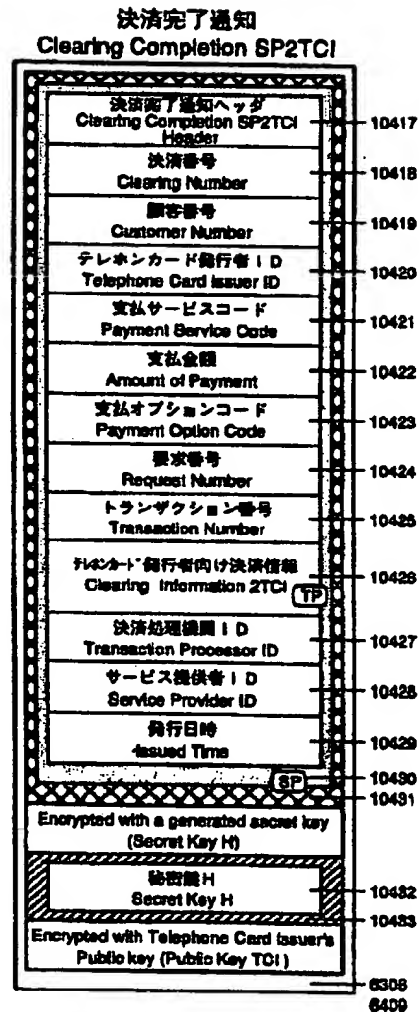 決済完了通知
Clearing Completion SP2TCI
決済完了通知ヘッダ
Clearing Completion SP2TCI
Header
10417
決済番号
Clearing Number
10418
顧客番号
Customer Number
10419
テレホンカード発行者ID
Telephone Card Issuer ID
10420
支払サービスコード
Payment Service Code
10421
支払金額
Amount of Payment
10422
支払オプションコード
Payment Option Code
10423
要求番号
Request Number
10424
トランザクション番号
Transaction Number
10425
テレホンカード発行者向け決済情報
Clearing Information 2TCI
TP
10426
決済処理機関ID
Transaction Processor ID
10427
サービス提供者ID
Service Provider ID
10428
発行日時
Issued Time
10429
SP
10430
10431
Encrypted with a generated secret key
(Secret Key H)
秘密鍵H
Secret Key H
10432
10433
Encrypted with Telephone Card Issuer's
Public key (Public Key TCI)
6308
6409